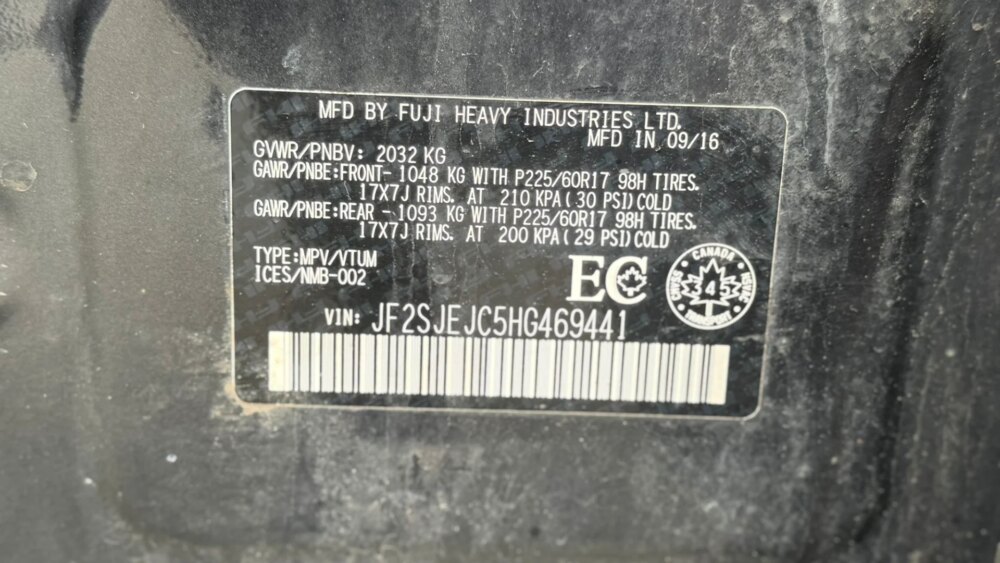 MFD BY FUJI HEAVY INDUSTRIES LTD.
MFD IN 09/16
GVWR/PNBV: 2032 KG
GAWR/PNBE:FRONT- 1048 KG WITH P225/60R17 98H TIRES.
17X7J RIMS. AT 210 KPA(30 PSI)COLD
GAWR/PNBE:REAR - 1093 KG WITH P225/60R17 98H TIRES.
17X7J RIMS. AT 200 KPA(29 PSI)COLD
TYPE:MPV/VTUM
ICES/NMB-002
EC
CANADA
CMVSS
NSVAC
4
TRANSPORT
VIN: JF2SJEJC5HG469441